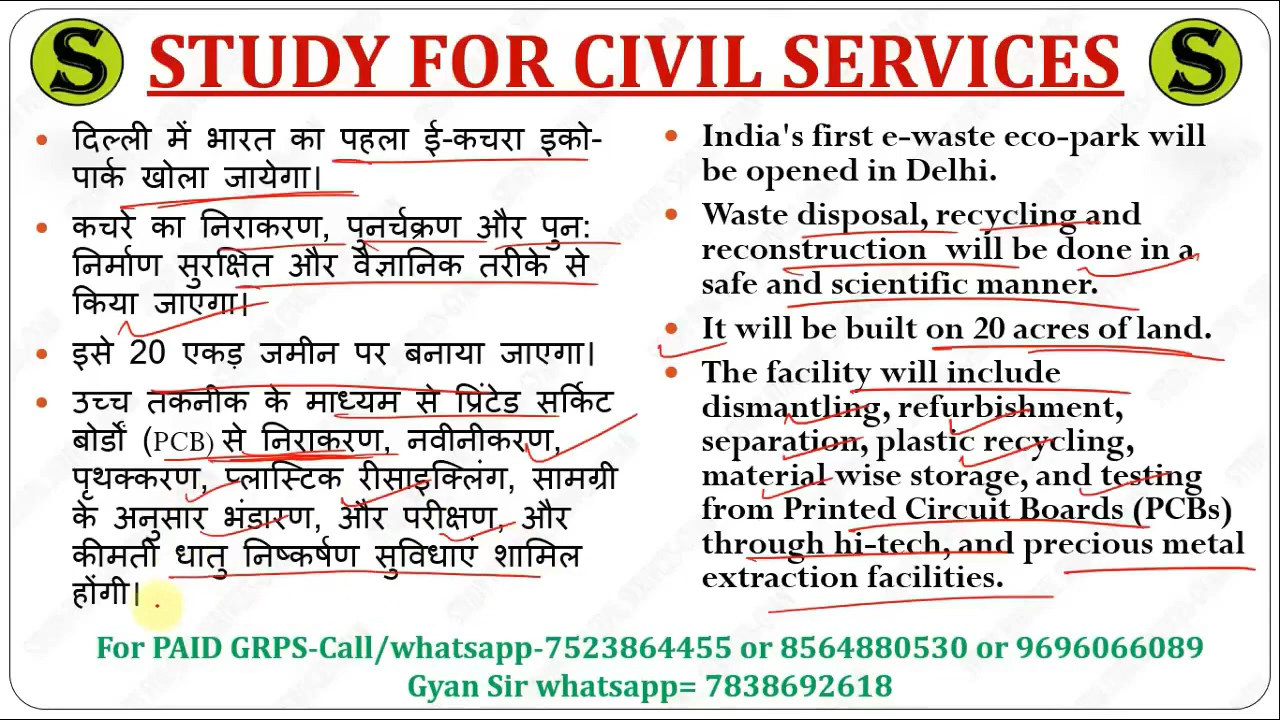 S STUDY FOR CIVIL SERVICES S
• दिल्ली में भारत का पहला ई-कचरा इको-
पार्क खोला जायेगा।
• कचरे का निराकरण, पुनर्चक्रण और पुन:
निर्माण सुरक्षित और वैज्ञानिक तरीके से
किया जाएगा।
• इसे 20 एकड़ जमीन पर बनाया जाएगा।
• उच्च तकनीक के माध्यम से प्रिंटेड सर्किट
बोर्डों (PCB) से निराकरण, नवीनीकरण,
पृथक्करण, प्लास्टिक रीसाइक्लिंग, सामग्री
के अनुसार भंडारण, और परीक्षण, और
कीमती धातु निष्कर्षण सुविधाएं शामिल
होंगी।
• India's first e-waste eco-park will
be opened in Delhi.
• Waste disposal, recycling and
reconstruction will be done in a
safe and scientific manner.
• It will be built on 20 acres of land.
• The facility will include
dismantling, refurbishment,
separation, plastic recycling,
material wise storage, and testing
from Printed Circuit Boards (PCBs)
through hi-tech, and precious metal
extraction facilities.
For PAID GRPS-Call/whatsapp-7523864455 or 8564880530 or 9696066089
Gyan Sir whatsapp= 7838692618